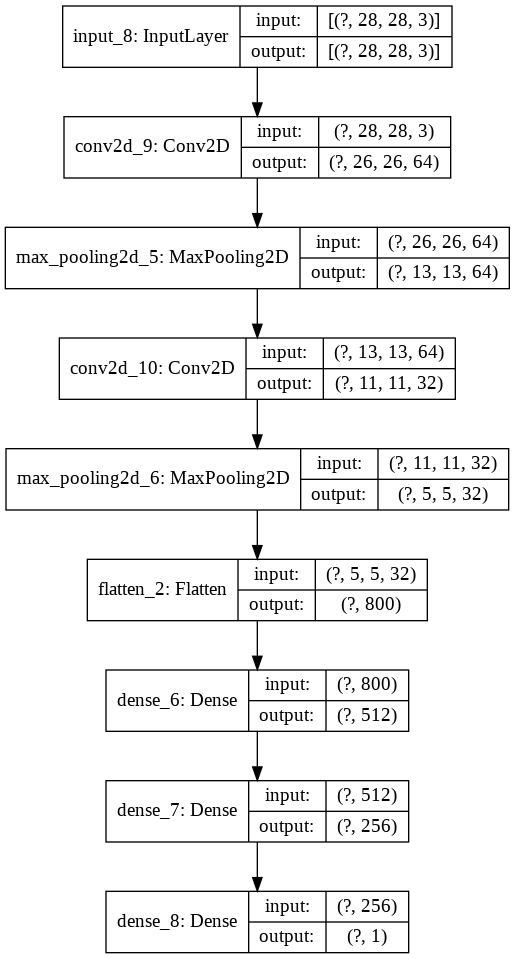 input_8: InputLayer
input: [(?, 28, 28, 3)]
output: [(?, 28, 28, 3)]
conv2d_9: Conv2D
input: (?, 28, 28, 3)
output: (?, 26, 26, 64)
max_pooling2d_5: MaxPooling2D
input: (?, 26, 26, 64)
output: (?, 13, 13, 64)
conv2d_10: Conv2D
input: (?, 13, 13, 64)
output: (?, 11, 11, 32)
max_pooling2d_6: MaxPooling2D
input: (?, 11, 11, 32)
output: (?, 5, 5, 32)
flatten_2: Flatten
input: (?, 5, 5, 32)
output: (?, 800)
dense_6: Dense
input: (?, 800)
output: (?, 512)
dense_7: Dense
input: (?, 512)
output: (?, 256)
dense_8: Dense
input: (?, 256)
output: (?, 1)